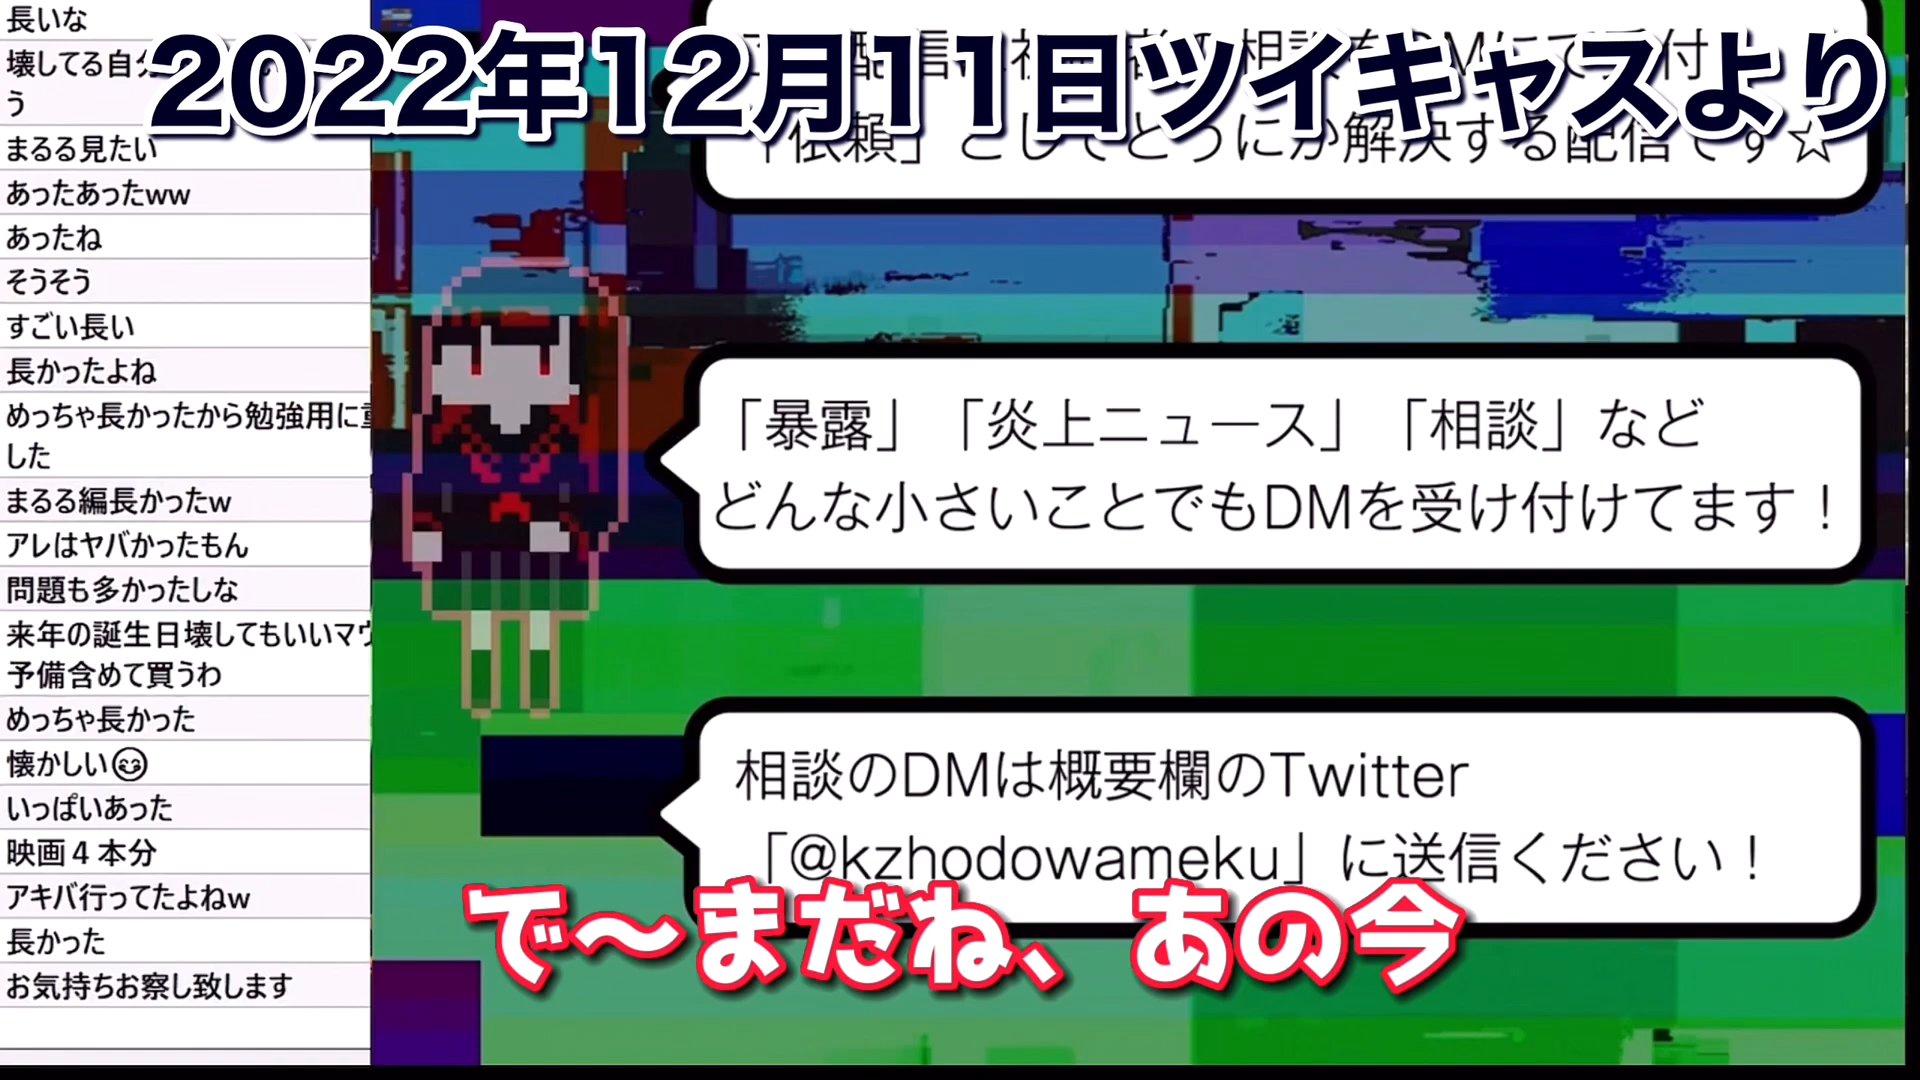 2022年12月11日ツイキャスより
長いな
壊してる自分
う
まるる見たい
あったあったww
あったね
そうそう
すごい長い
長かったよね
めっちゃ長かったから勉強用に
した
まるる編長かったw
アレはヤバかったもん
問題も多かったしな
来年の誕生日壊してもいいマウ
予備含めて買うわ
めっちゃ長かった
懐かしい😊
いっぱいあった
映画４本分
アキバ行ってたよねw
長かった
お気持ちお察し致します
「依頼」としてどうにか解決する配信です☆
「暴露」「炎上ニュース」「相談」など
どんな小さいことでもDMを受け付けてます！
相談のDMは概要欄のTwitter
「@kzhodowameku」に送信ください！
で～まだね、あの今